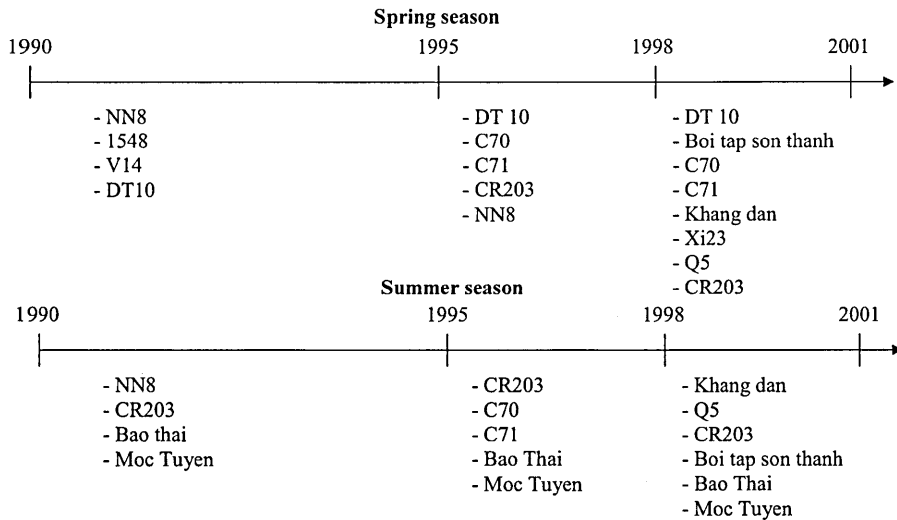 Spring season
1990 1995 1998 2001
- NN8 - DT 10 - DT 10
- 1548 - C70 - Boi tap son thanh
- V14 - C71 - C70
- DT10 - CR203 - C71
- NN8 - Khang dan
- Xi23
- Q5
- CR203
Summer season
1990 1995 1998 2001
- NN8 - CR203 - Khang dan
- CR203 - C70 - Q5
- Bao thai - C71 - CR203
- Moc Tuyen - Bao Thai - Boi tap son thanh
- Moc Tuyen - Bao Thai
- Moc Tuyen